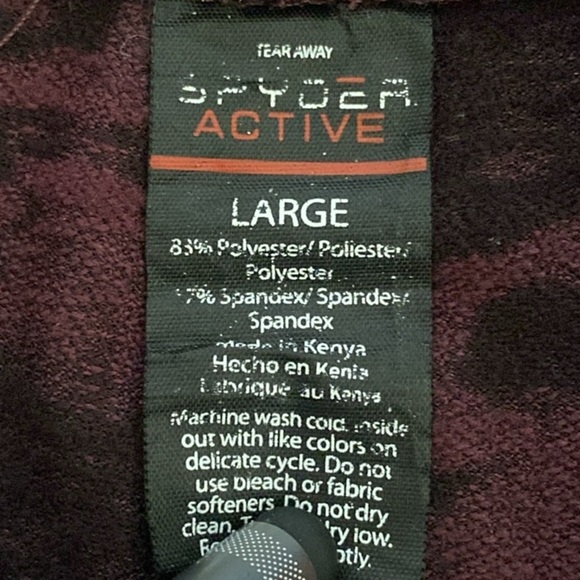 TEAR AWAY
SPYDER
ACTIVE
LARGE
83% Polyester/ Poliester/
Polyester
17% Spandex/ Spandex/
Spandex
Made in Kenya
Hecho en Kenia
Fabriqué au Kenya
Machine wash cold. inside
out with like colors on
delicate cycle. Do not
use bleach or fabric
softeners. Do not dry
clean. dry low.